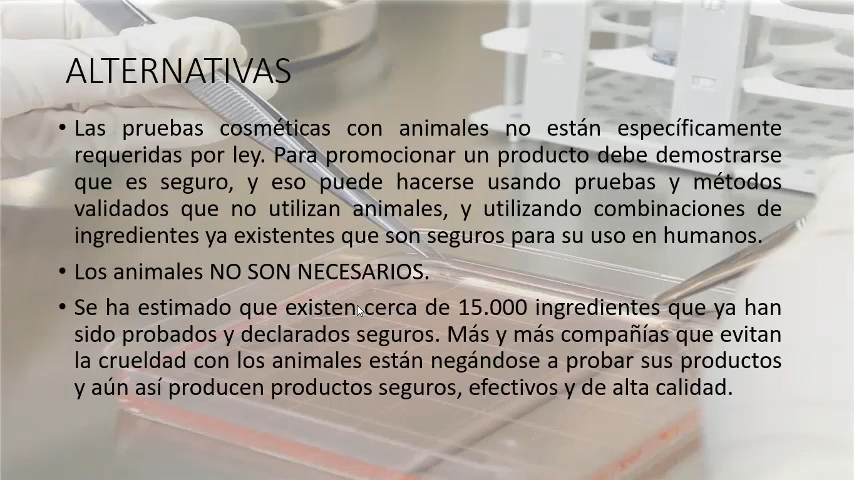 ALTERNATIVAS
• Las pruebas cosméticas con animales no están específicamente
requeridas por ley. Para promocionar un producto debe demostrarse
que es seguro, y eso puede hacerse usando pruebas y métodos
validados que no utilizan animales, y utilizando combinaciones de
ingredientes ya existentes que son seguros para su uso en humanos.
• Los animales NO SON NECESARIOS.
• Se ha estimado que existen cerca de 15.000 ingredientes que ya han
sido probados y declarados seguros. Más y más compañías que evitan
la crueldad con los animales están negándose a probar sus productos
y aún así producen productos seguros, efectivos y de alta calidad.